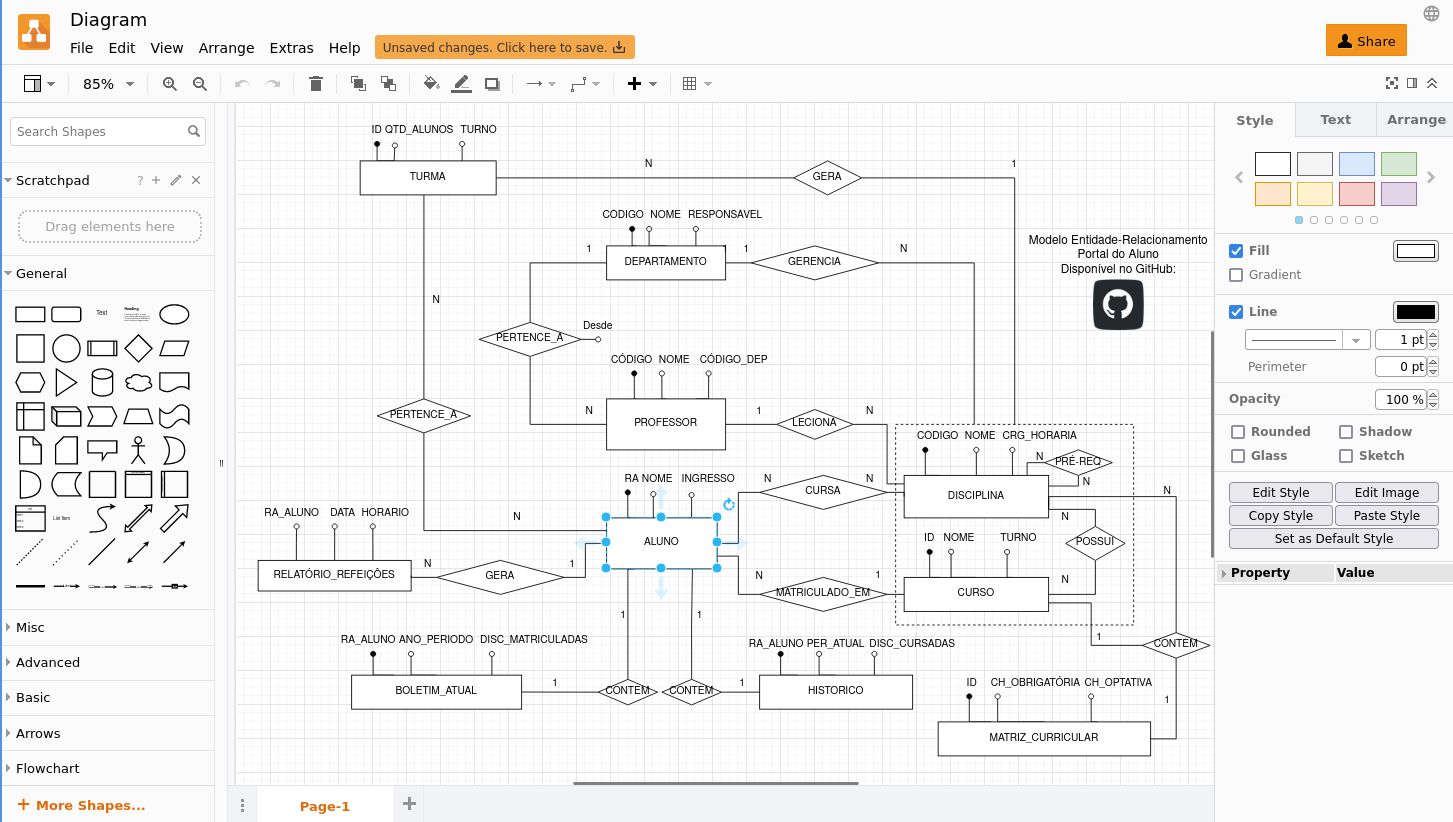 Diagram
File Edit View Arrange Extras Help Unsaved changes. Click here to save. Share
85%
Search Shapes
Scratchpad ? + ×
Drag elements here
General
Text
Heading
List Item
Misc
Advanced
Basic
Arrows
Flowchart
+ More Shapes...
ID QTD_ALUNOS TURNO
TURMA
N
GERA
1
CÓDIGO NOME RESPONSÁVEL
1
DEPARTAMENTO
1
GERENCIA
N
Modelo Entidade-Relacionamento
Portal do Aluno
Disponível no GitHub:
N
PERTENCE_A
Desde
CÓDIGO NOME CÓDIGO_DEP
N
PROFESSOR
1
LECIONA
N
PERTENCE_A
CÓDIGO NOME CRG_HORARIA
N
PRÉ-REQ
N
DISCIPLINA
N
N
RA NOME INGRESSO
N
CURSA
N
N
ALUNO
RA_ALUNO DATA HORARIO
RELATÓRIO_REFEIÇÕES
N
GERA
1
ID NOME TURNO
POSSUI
N
CURSO
N
MATRICULADO_EM
1
1
1
1
CONTEM
RA_ALUNO ANO_PERIODO DISC_MATRICULADAS
BOLETIM_ATUAL
1
CONTEM
CONTEM
1
RA_ALUNO PER_ATUAL DISC_CURSADAS
HISTORICO
ID CH_OBRIGATÓRIA CH_OPTATIVA
1
MATRIZ_CURRICULAR
Page-1
Style Text Arrange
Fill
Gradient
Line
1 pt
Perimeter 0 pt
Opacity 100 %
Rounded Shadow
Glass Sketch
Edit Style Edit Image
Copy Style Paste Style
Set as Default Style
Property Value